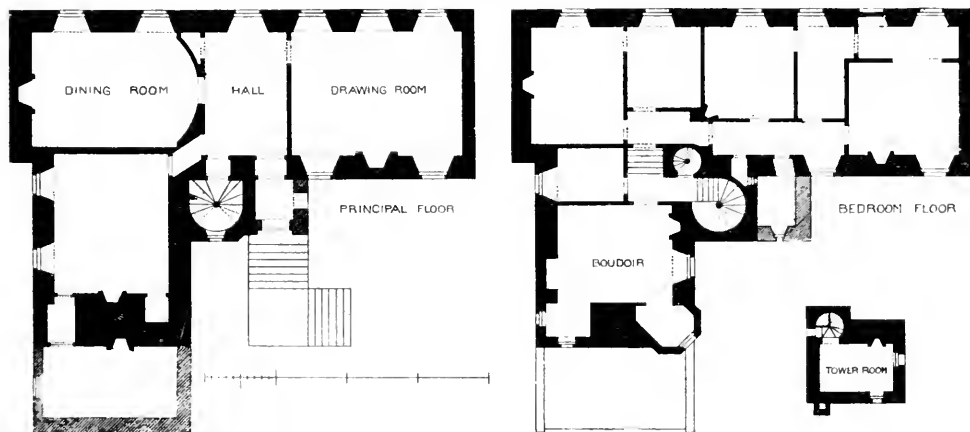 DINING ROOM
HALL
DRAWING ROOM
PRINCIPAL FLOOR
BEDROOM FLOOR
BOUDOIR
TOWER ROOM